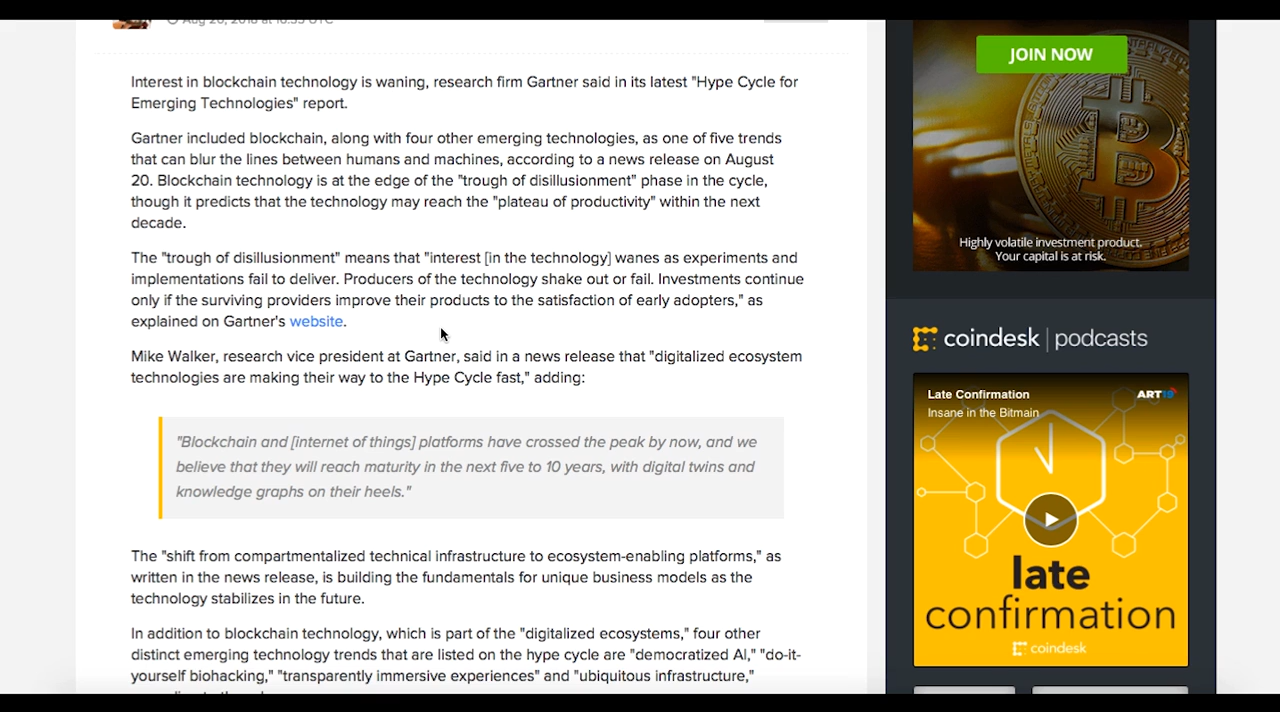 Aug 20, 2018 at 16:35 UTC
Interest in blockchain technology is waning, research firm Gartner said in its latest "Hype Cycle for
Emerging Technologies" report.
Gartner included blockchain, along with four other emerging technologies, as one of five trends
that can blur the lines between humans and machines, according to a news release on August
20. Blockchain technology is at the edge of the "trough of disillusionment" phase in the cycle,
though it predicts that the technology may reach the "plateau of productivity" within the next
decade.
The "trough of disillusionment" means that "interest [in the technology] wanes as experiments and
implementations fail to deliver. Producers of the technology shake out or fail. Investments continue
only if the surviving providers improve their products to the satisfaction of early adopters," as
explained on Gartner's website.
Mike Walker, research vice president at Gartner, said in a news release that "digitalized ecosystem
technologies are making their way to the Hype Cycle fast," adding:
"Blockchain and [internet of things] platforms have crossed the peak by now, and we
believe that they will reach maturity in the next five to 10 years, with digital twins and
knowledge graphs on their heels."
The "shift from compartmentalized technical infrastructure to ecosystem-enabling platforms," as
written in the news release, is building the fundamentals for unique business models as the
technology stabilizes in the future.
In addition to blockchain technology, which is part of the "digitalized ecosystems," four other
distinct emerging technology trends that are listed on the hype cycle are "democratized AI," "do-it-
yourself biohacking," "transparently immersive experiences" and "ubiquitous infrastructure,"
JOIN NOW
Highly volatile investment product.
Your capital is at risk.
coindesk | podcasts
Late Confirmation
ART19
Insane in the Bitmain
late
confirmation
coindesk